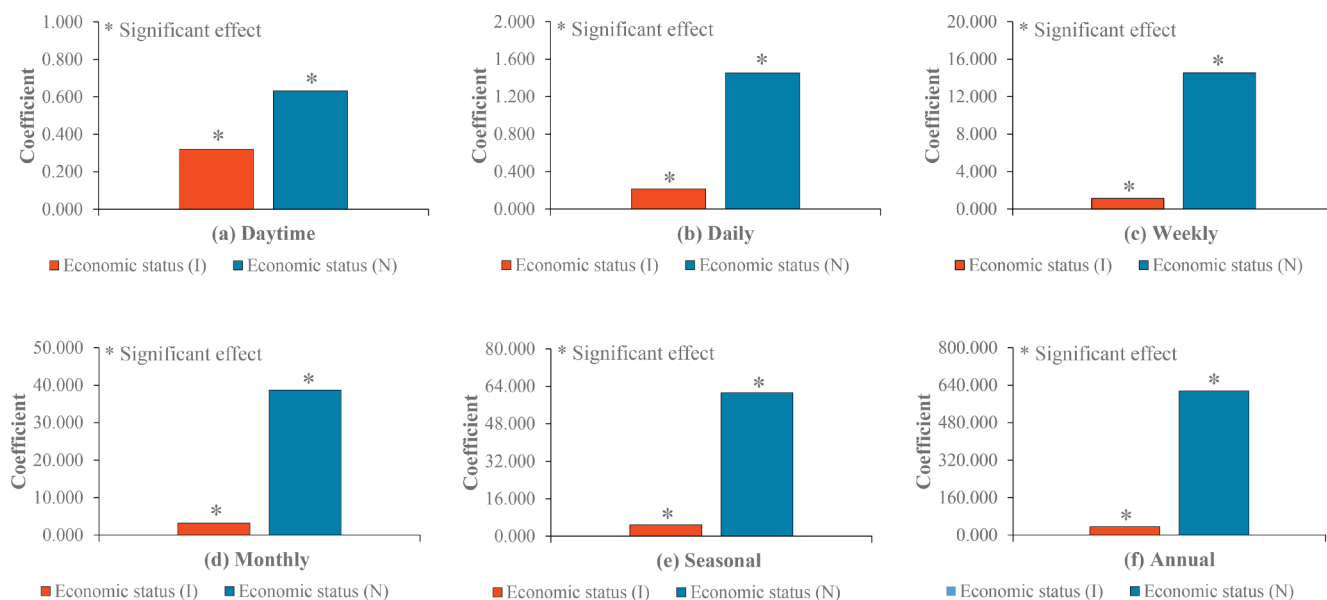 1.000
* Significant effect
0.800
0.600
0.400
0.200
0.000
Coefficient
*
*
(a) Daytime
Economic status (I) Economic status (N)
2.000
* Significant effect
1.600
1.200
0.800
0.400
0.000
Coefficient
*
*
(b) Daily
Economic status (I) Economic status (N)
20.000
* Significant effect
16.000
12.000
8.000
4.000
0.000
Coefficient
*
*
(c) Weekly
Economic status (I) Economic status (N)
50.000
* Significant effect
40.000
30.000
20.000
10.000
0.000
Coefficient
*
*
(d) Monthly
Economic status (I) Economic status (N)
80.000
* Significant effect
64.000
48.000
32.000
16.000
0.000
Coefficient
*
*
(e) Seasonal
Economic status (I) Economic status (N)
800.000
* Significant effect
640.000
480.000
320.000
160.000
0.000
Coefficient
*
*
(f) Annual
Economic status (I) Economic status (N)